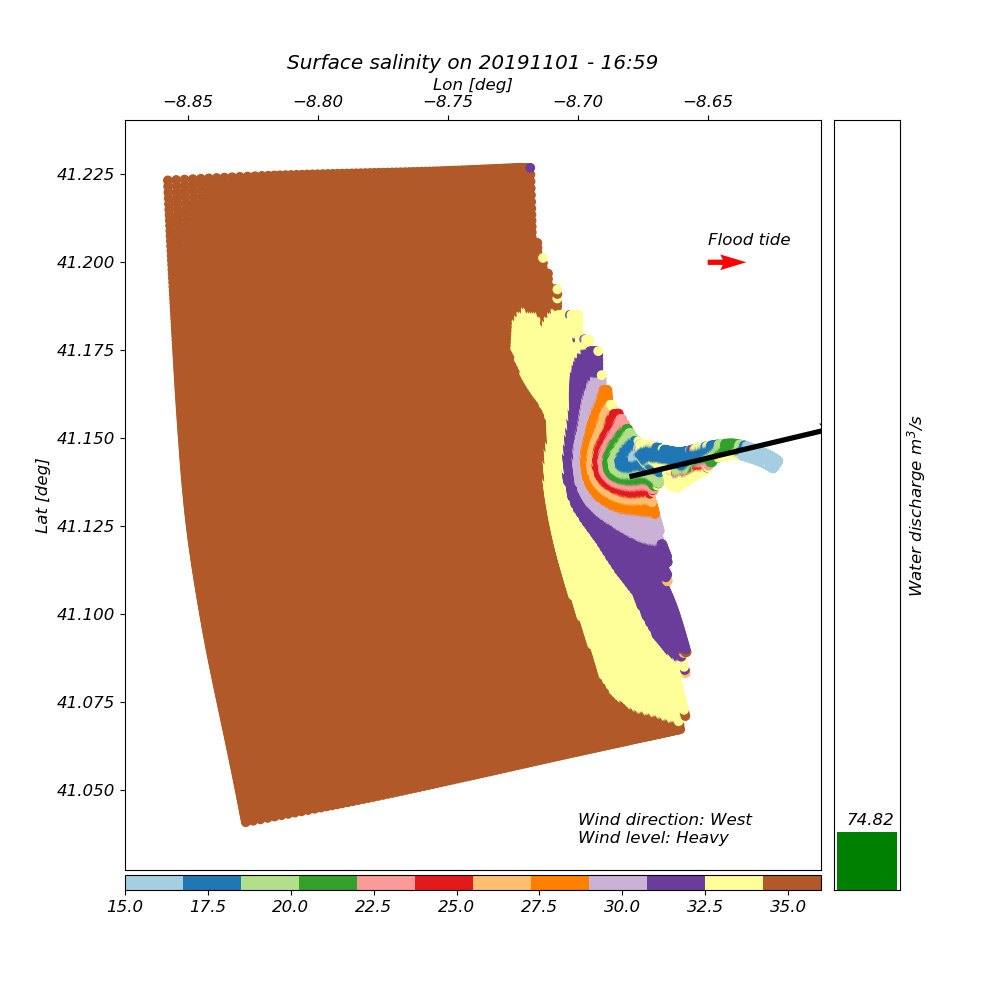 Surface salinity on 20191101 - 16:59
Lon [deg]
−8.85 −8.80 −8.75 −8.70 −8.65
41.225
41.200
41.175
41.150
41.125
41.100
41.075
41.050
Lat [deg]
Flood tide
Wind direction: West
Wind level: Heavy
74.82
Water discharge m³/s
15.0 17.5 20.0 22.5 25.0 27.5 30.0 32.5 35.0